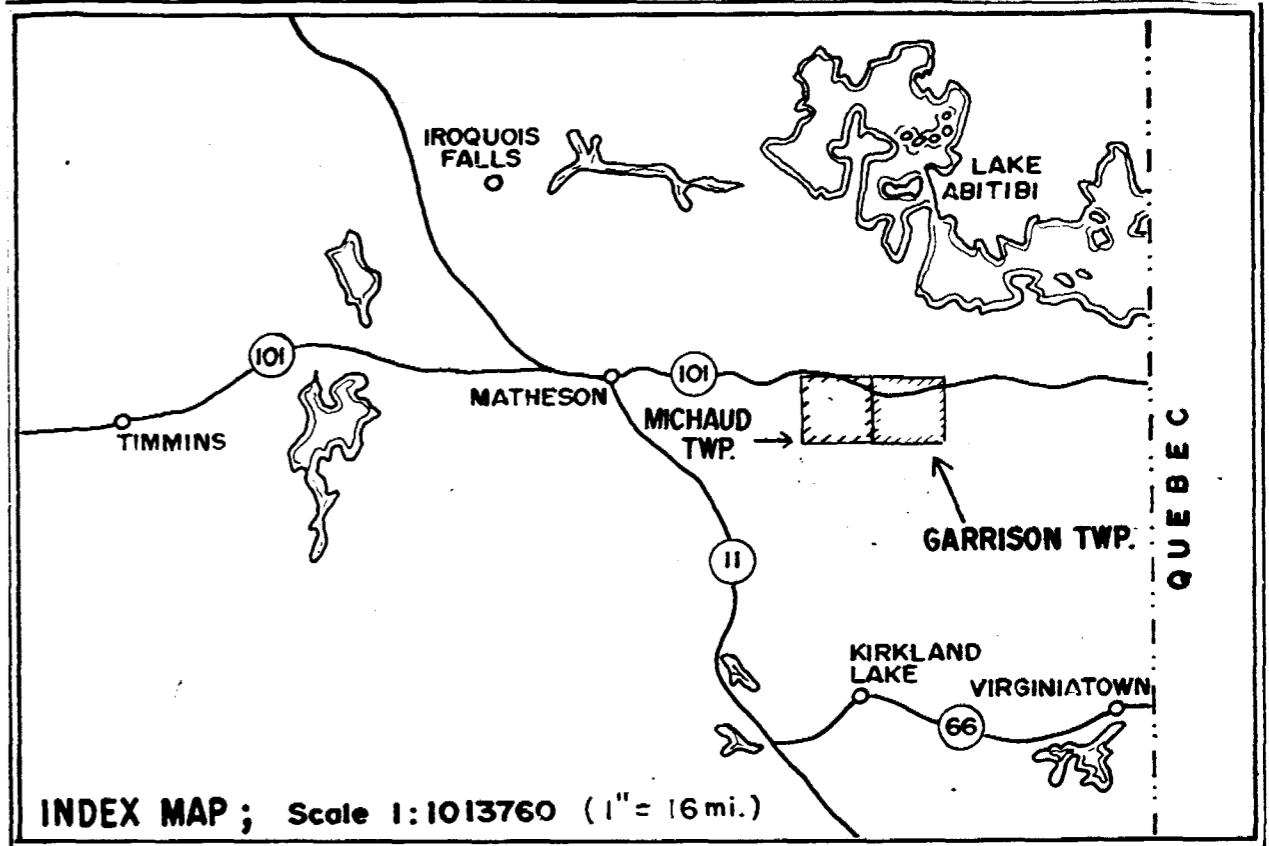 IROQUOIS
FALLS
LAKE
ABITIBI
101
TIMMINS
MATHESON
101
MICHAUD
TWP.
GARRISON TWP.
QUEBEC
11
KIRKLAND
LAKE
VIRGINIATOWN
66
INDEX MAP ; Scale 1:1013760 (1" = 16 mi.)